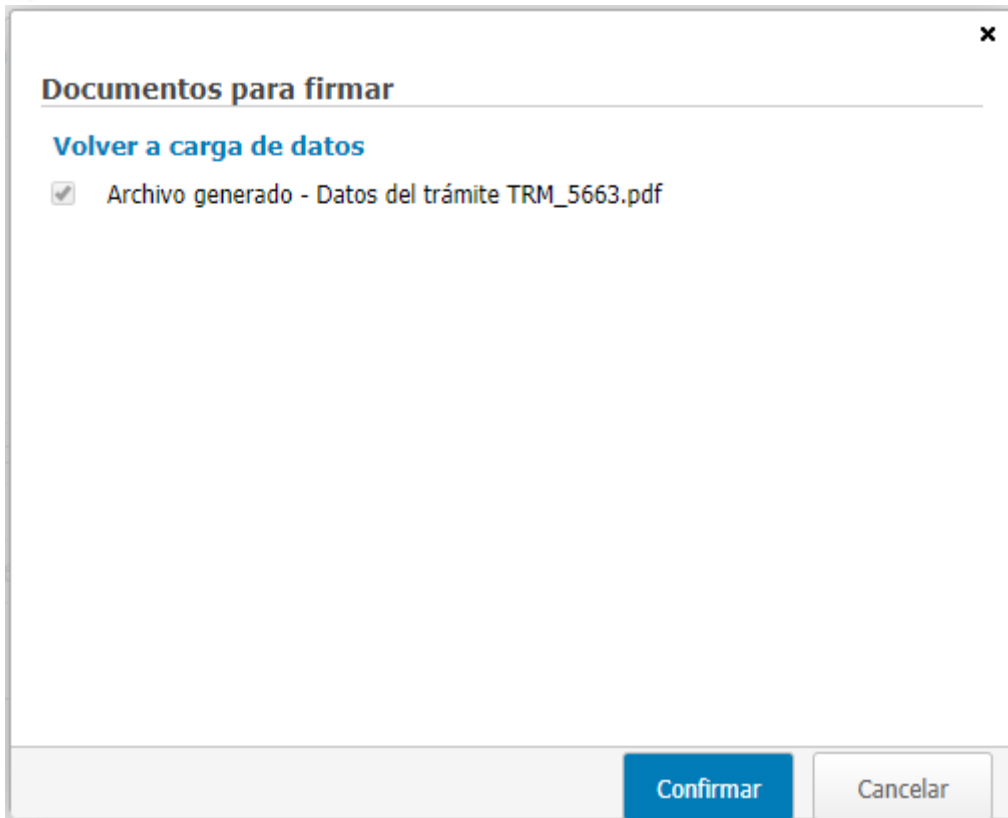 Documentos para firmar
Volver a carga de datos
Archivo generado - Datos del trámite TRM_5663.pdf
Confirmar
Cancelar